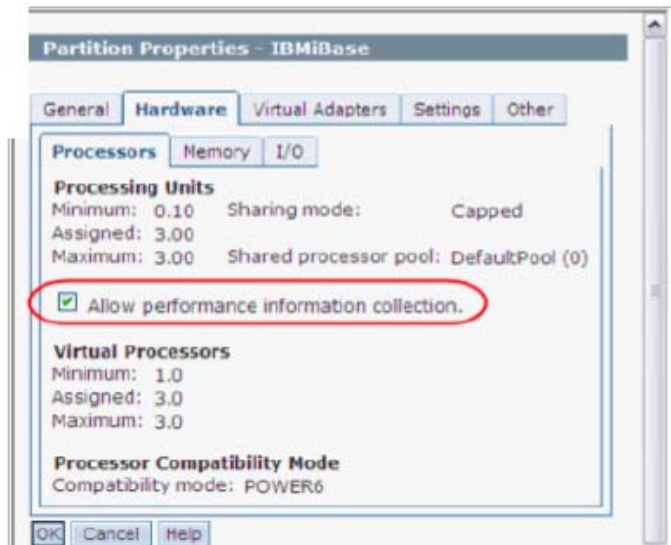 Partition Properties - IBMiBase
General Hardware Virtual Adapters Settings Other
Processors Memory I/O
Processing Units
Minimum: 0.10 Sharing mode: Capped
Assigned: 3.00
Maximum: 3.00 Shared processor pool: DefaultPool (0)
Allow performance information collection.
Virtual Processors
Minimum: 1.0
Assigned: 3.0
Maximum: 3.0
Processor Compatibility Mode
Compatibility mode: POWER6
OK Cancel Help